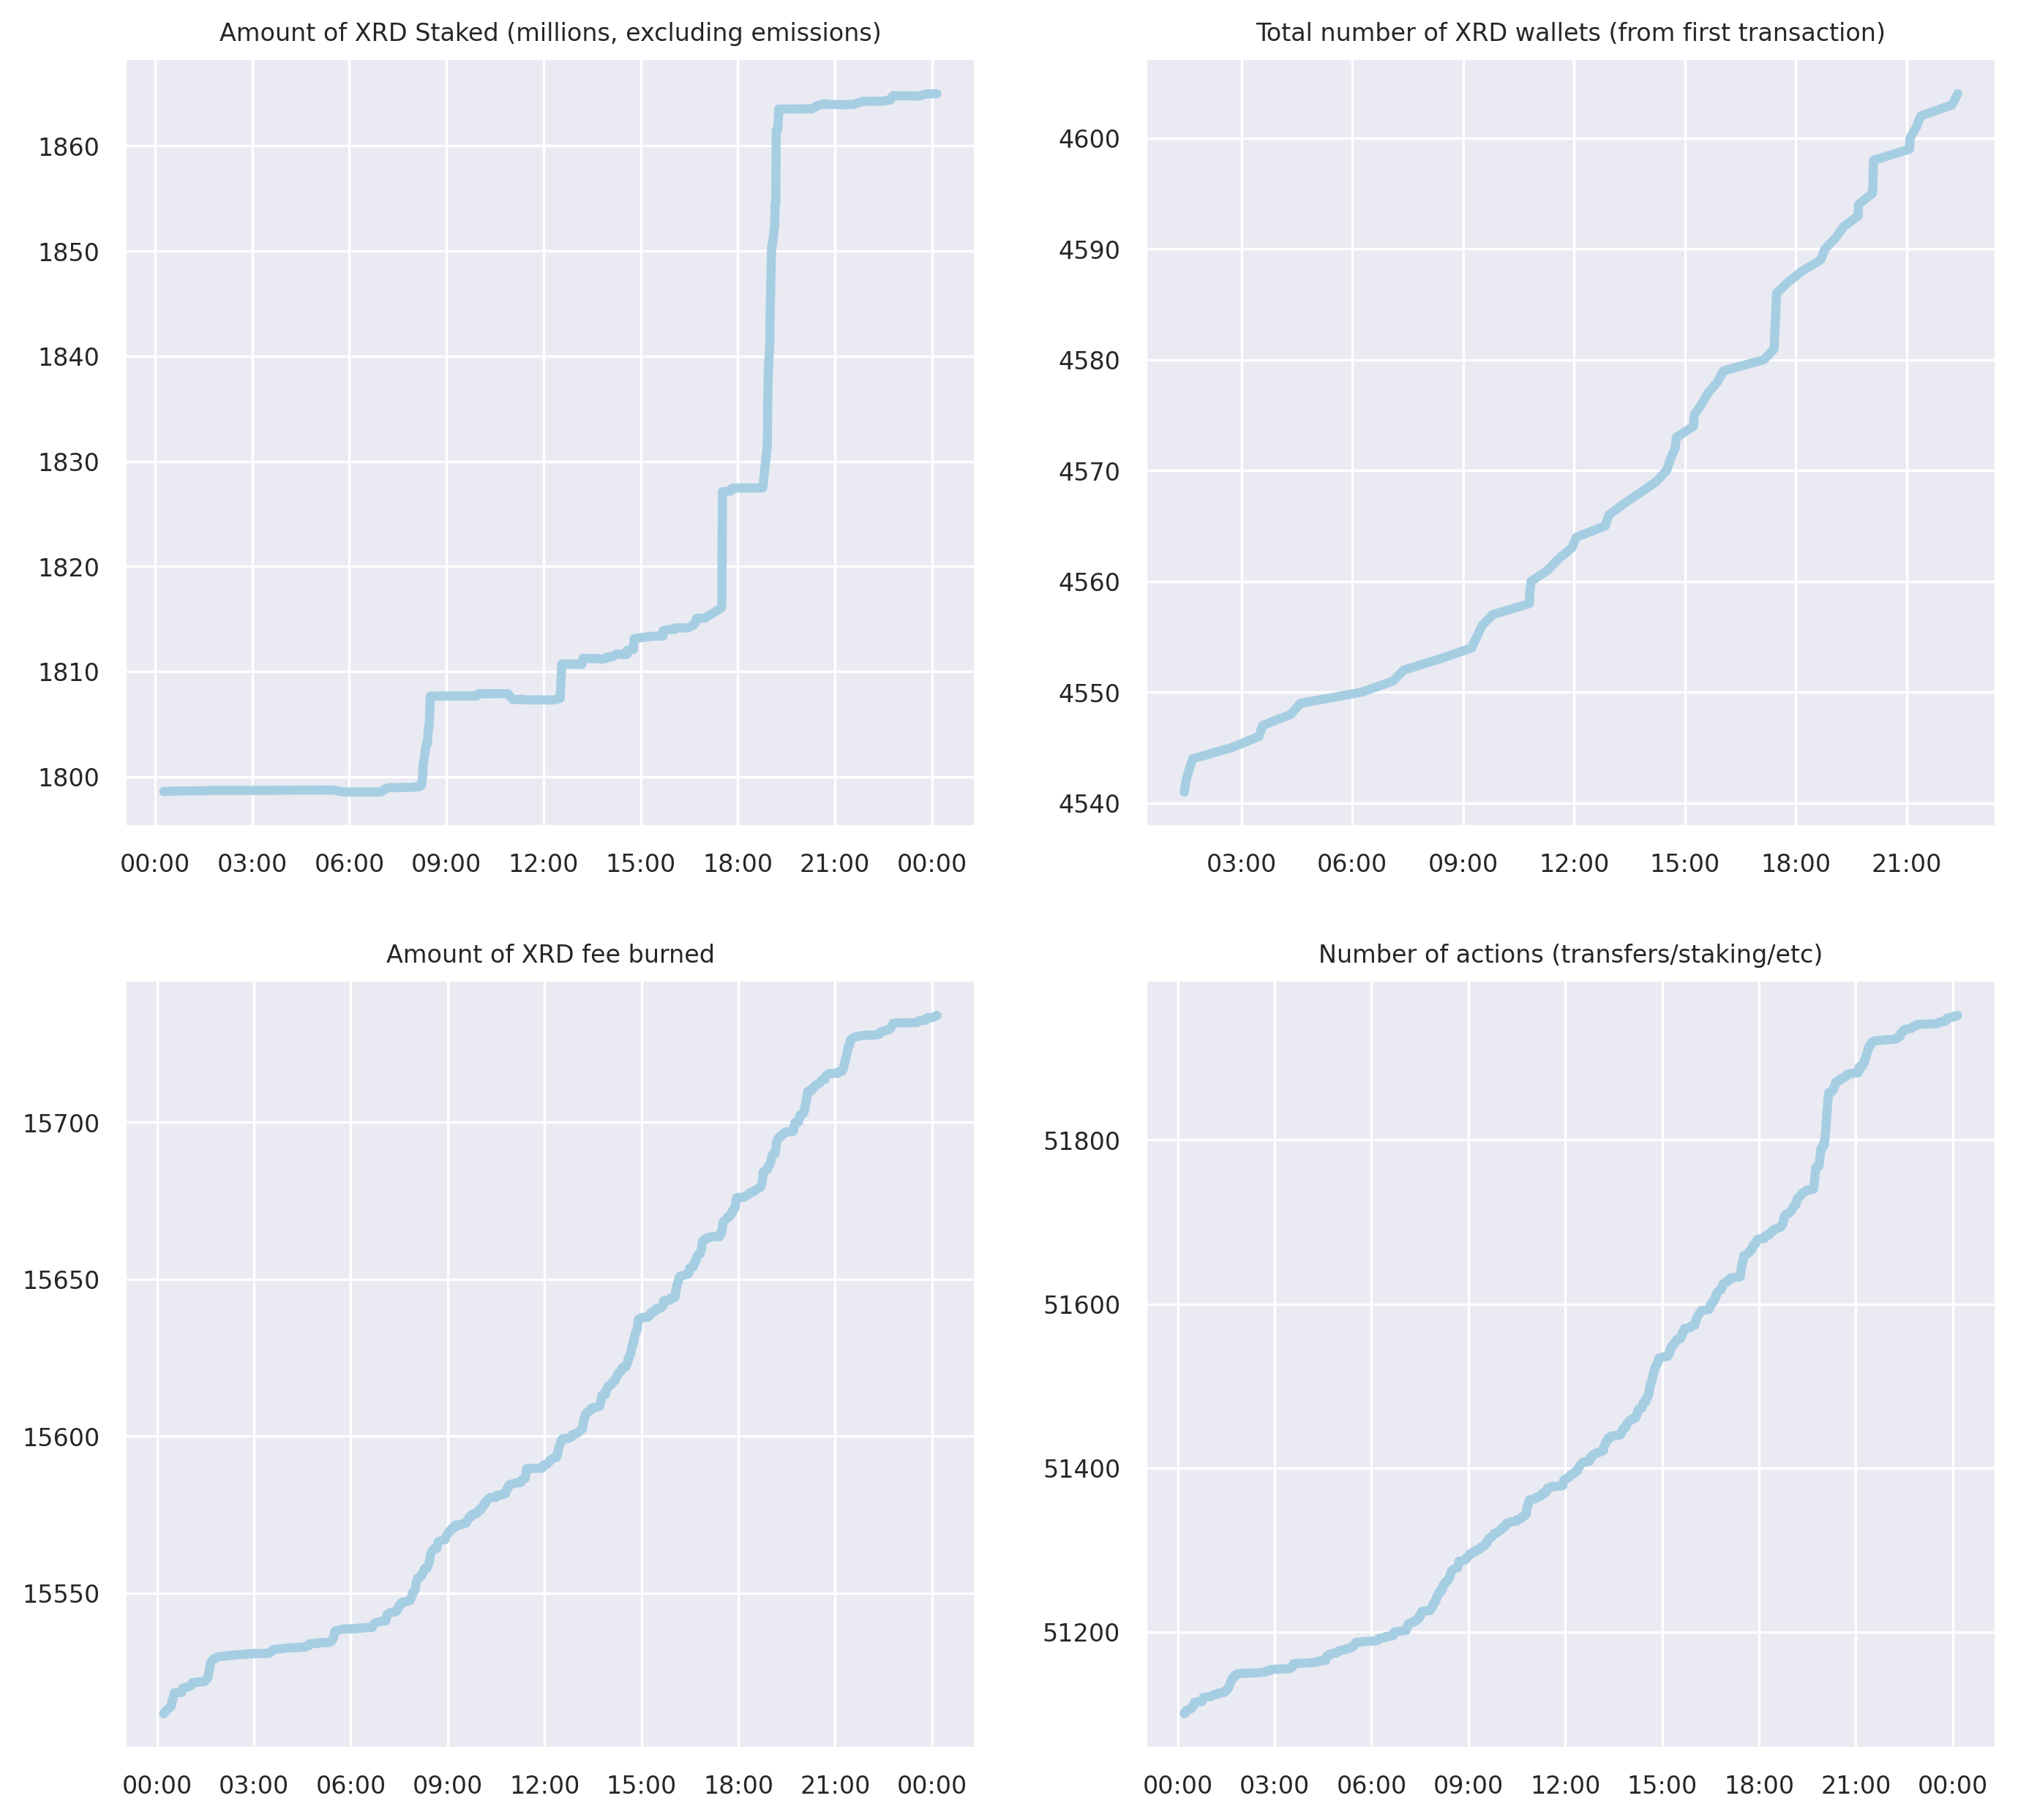 Amount of XRD Staked (millions, excluding emissions)
1860
1850
1840
1830
1820
1810
1800
00:00 03:00 06:00 09:00 12:00 15:00 18:00 21:00 00:00
Total number of XRD wallets (from first transaction)
4600
4590
4580
4570
4560
4550
4540
03:00 06:00 09:00 12:00 15:00 18:00 21:00
Amount of XRD fee burned
15700
15650
15600
15550
00:00 03:00 06:00 09:00 12:00 15:00 18:00 21:00 00:00
Number of actions (transfers/staking/etc)
51800
51600
51400
51200
00:00 03:00 06:00 09:00 12:00 15:00 18:00 21:00 00:00